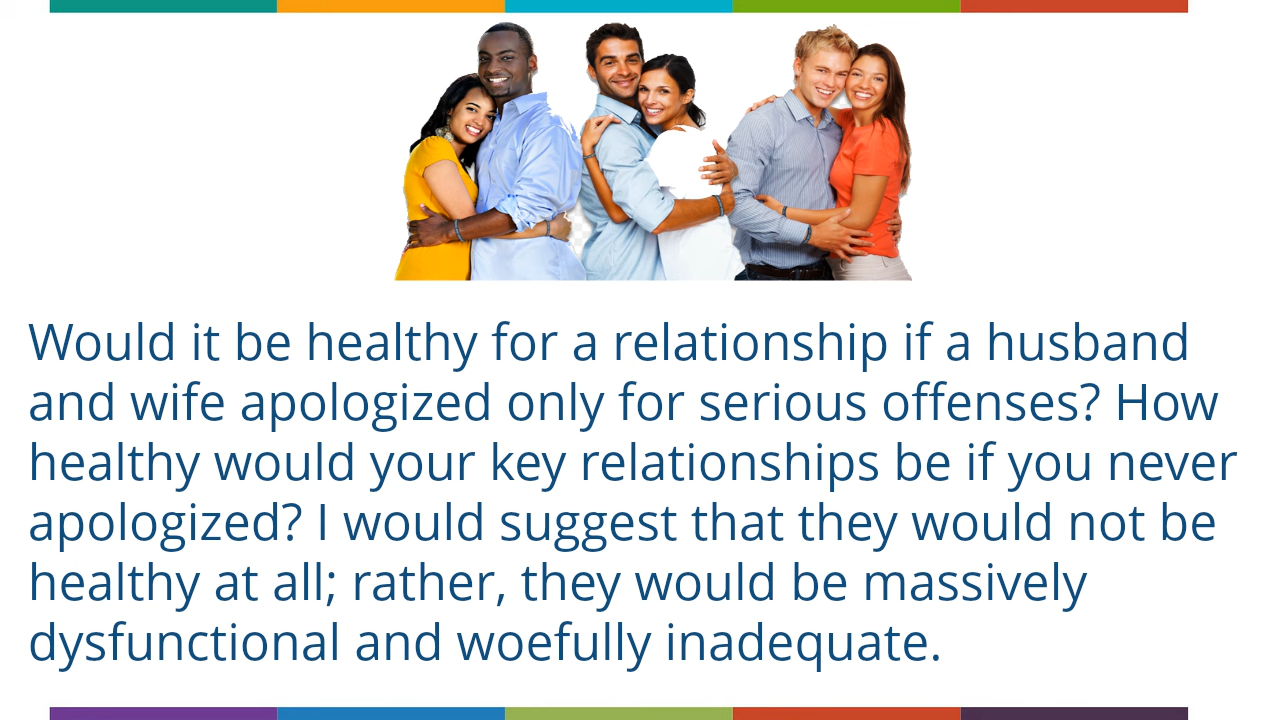 Would it be healthy for a relationship if a husband
and wife apologized only for serious offenses? How
healthy would your key relationships be if you never
apologized? I would suggest that they would not be
healthy at all; rather, they would be massively
dysfunctional and woefully inadequate.